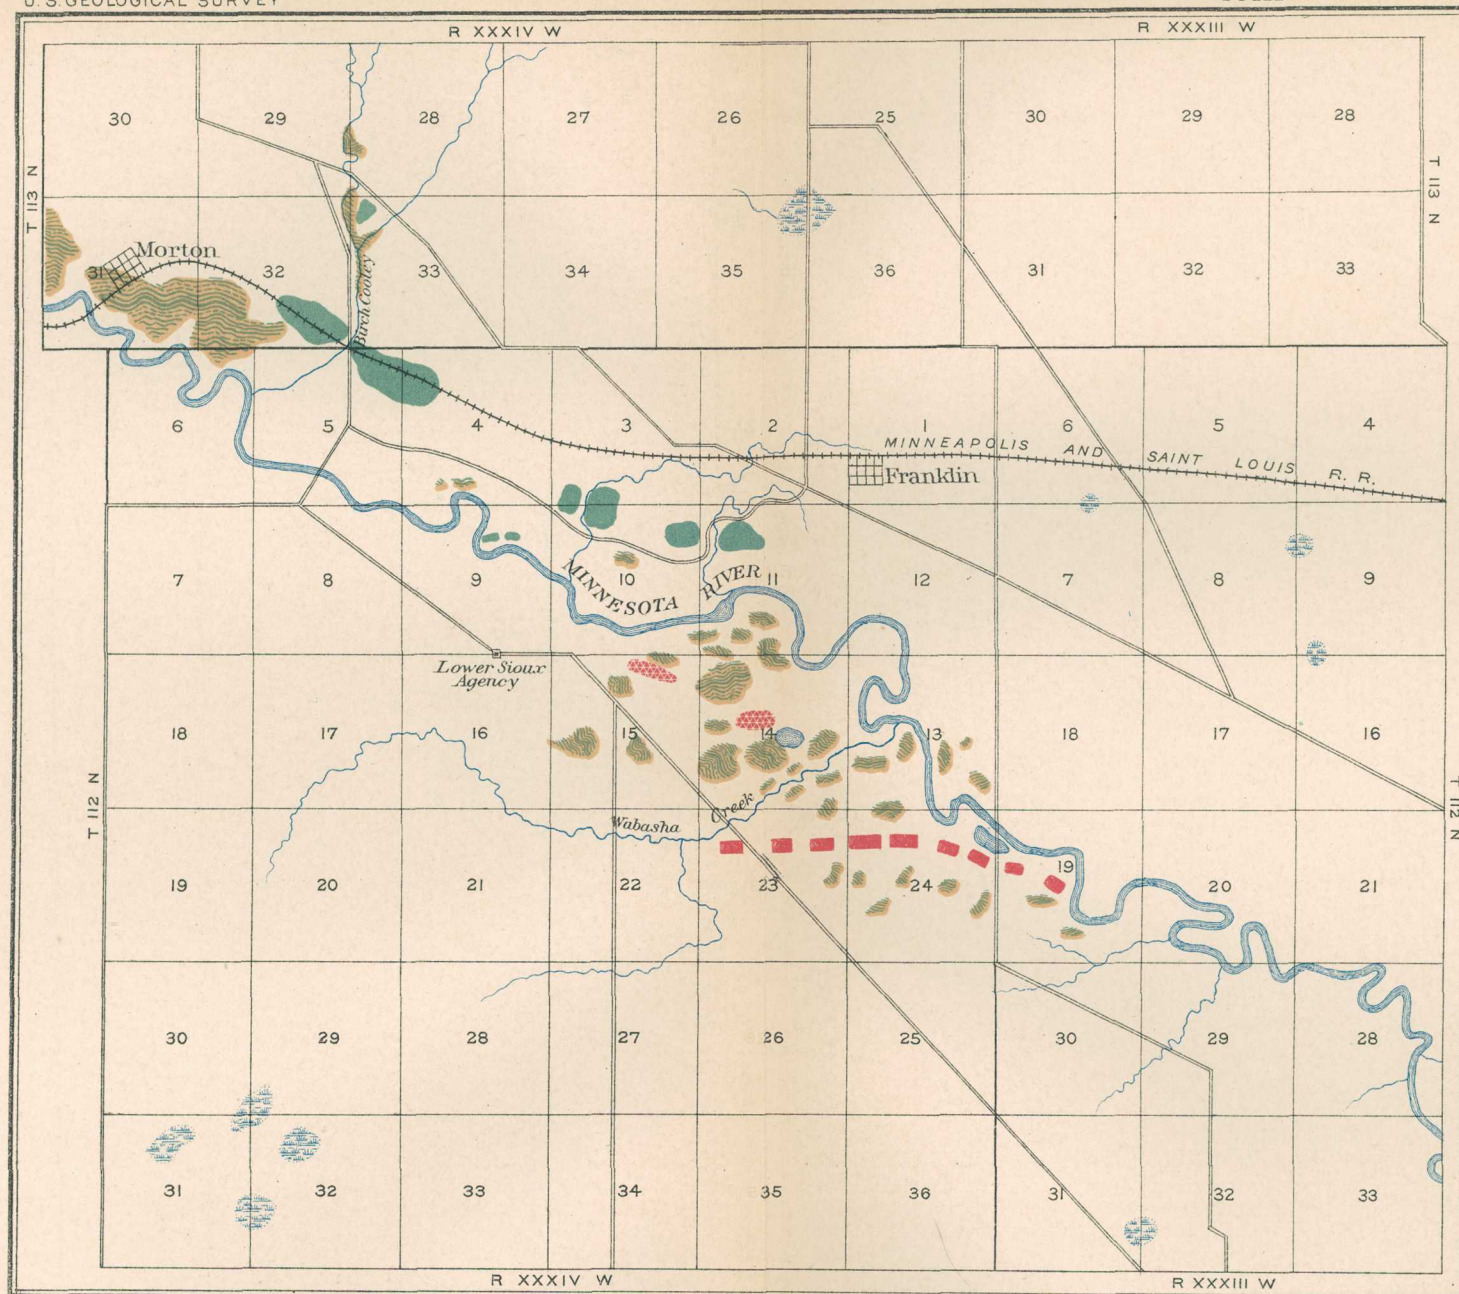 U. S. GEOLOGICAL SURVEY
R XXXIV W
R XXXIII W
30 29 28 27 26 25 30 29 28
T 113 N
T 113 N
Morton
31 32 33 34 35 36 31 32 33
Birch Cooley
6 5 4 3 2 1 6 5 4
MINNEAPOLIS AND SAINT LOUIS R. R.
Franklin
7 8 9 10 11 12 7 8 9
MINNESOTA RIVER
Lower Sioux
Agency
18 17 16 15 14 13 18 17 16
T 112 N
T 112 N
Wabasha Creek
19 20 21 22 23 24 19 20 21
30 29 28 27 26 25 30 29 28
31 32 33 34 35 36 31 32 33
R XXXIV W
R XXXIII W